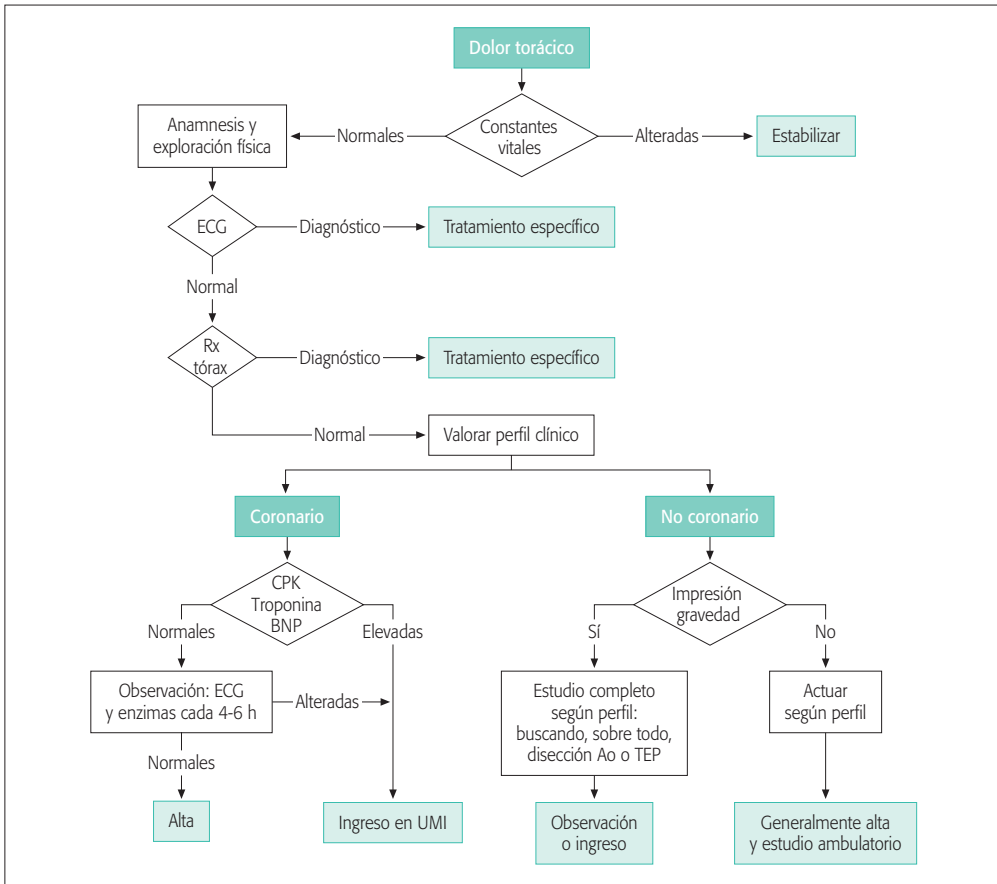 Dolor torácico
Anamnesis y
exploración física
Normales
Constantes
vitales
Alteradas
Estabilizar
ECG
Diagnóstico
Tratamiento específico
Normal
Rx
tórax
Diagnóstico
Tratamiento específico
Normal
Valorar perfil clínico
Coronario
No coronario
CPK
Troponina
BNP
Normales
Elevadas
Impresión
gravedad
Sí
No
Observación: ECG
y enzimas cada 4-6 h
Alteradas
Estudio completo
según perfil:
buscando, sobre todo,
disección Ao o TEP
Actuar
según perfil
Normales
Alta
Ingreso en UMI
Observación
o ingreso
Generalmente alta
y estudio ambulatorio